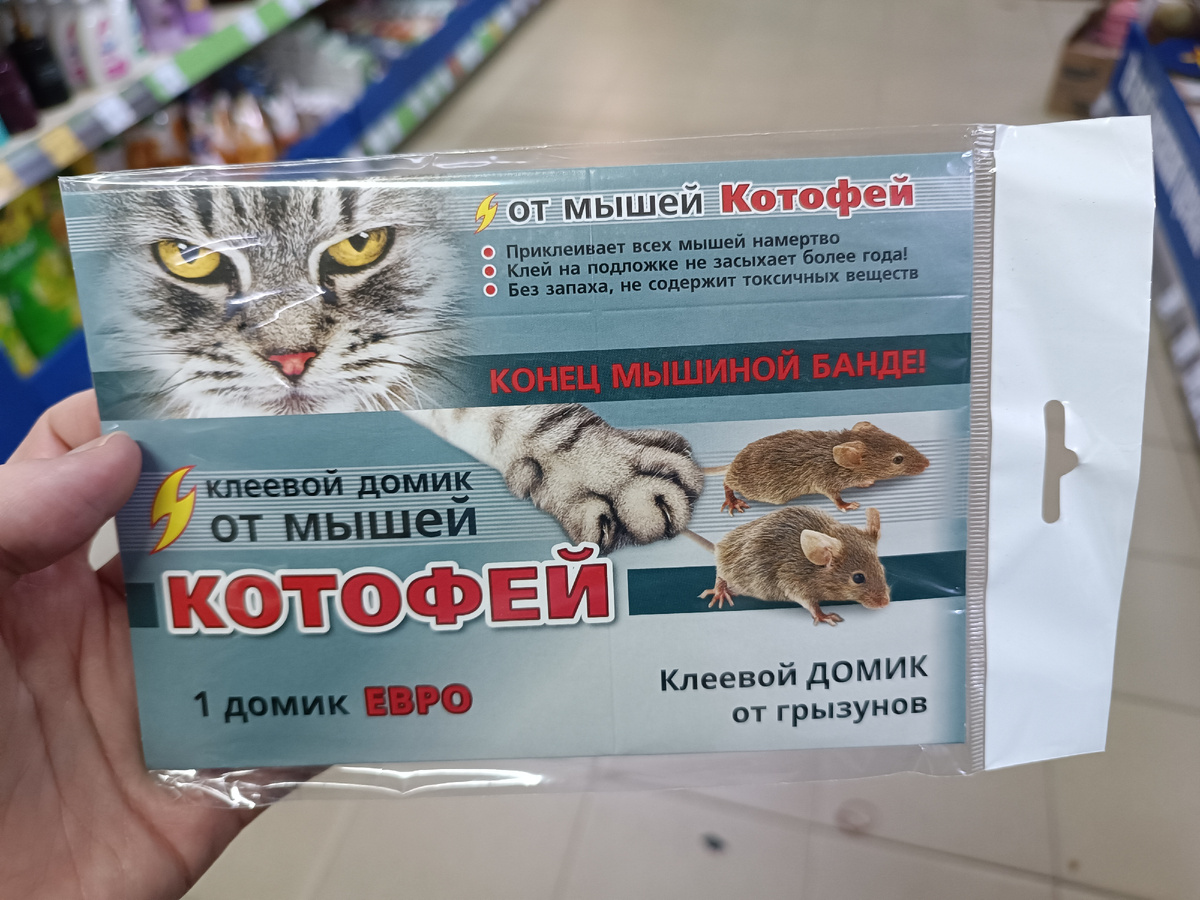 от мышей Котофей
Приклеивает всех мышей намертво
Клей на подложке не засыхает более года!
Без запаха, не содержит токсичных веществ
КОНЕЦ МЫШИНОЙ БАНДЕ!
клеевой домик
от мышей
КОТОФЕЙ
1 домик ЕВРО
Клеевой ДОМИК
от грызунов